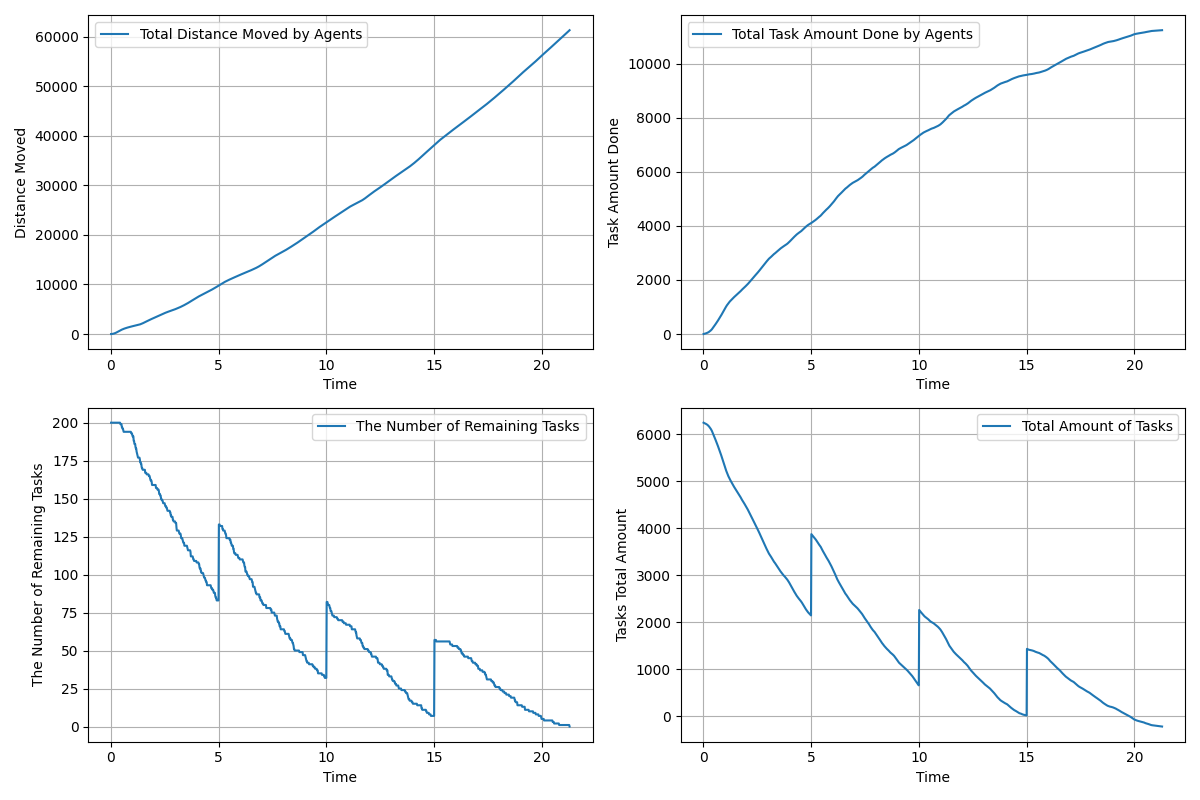 Total Distance Moved by Agents
Distance Moved
60000
50000
40000
30000
20000
10000
0
0 5 10 15 20
Time
Total Task Amount Done by Agents
Task Amount Done
10000
8000
6000
4000
2000
0
0 5 10 15 20
Time
The Number of Remaining Tasks
The Number of Remaining Tasks
200
175
150
125
100
75
50
25
0
0 5 10 15 20
Time
Total Amount of Tasks
Tasks Total Amount
6000
5000
4000
3000
2000
1000
0
0 5 10 15 20
Time